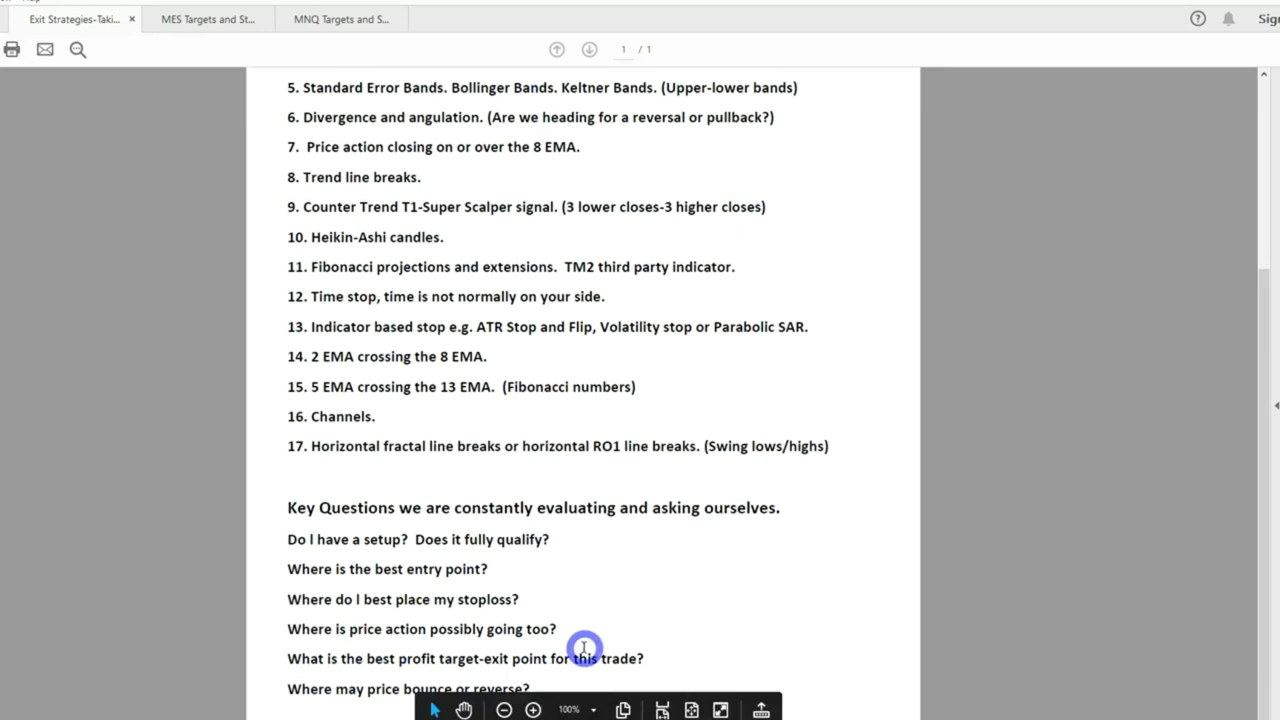 Exit Strategies-Taki... ×
MES Targets and St...
MNQ Targets and S...
Sign
1 / 1
5. Standard Error Bands. Bollinger Bands. Keltner Bands. (Upper-lower bands)
6. Divergence and angulation. (Are we heading for a reversal or pullback?)
7. Price action closing on or over the 8 EMA.
8. Trend line breaks.
9. Counter Trend T1-Super Scalper signal. (3 lower closes-3 higher closes)
10. Heikin-Ashi candles.
11. Fibonacci projections and extensions. TM2 third party indicator.
12. Time stop, time is not normally on your side.
13. Indicator based stop e.g. ATR Stop and Flip, Volatility stop or Parabolic SAR.
14. 2 EMA crossing the 8 EMA.
15. 5 EMA crossing the 13 EMA. (Fibonacci numbers)
16. Channels.
17. Horizontal fractal line breaks or horizontal RO1 line breaks. (Swing lows/highs)
Key Questions we are constantly evaluating and asking ourselves.
Do I have a setup? Does it fully qualify?
Where is the best entry point?
Where do I best place my stoploss?
Where is price action possibly going too?
What is the best profit target-exit point for this trade?
Where may price bounce or reverse?
100%